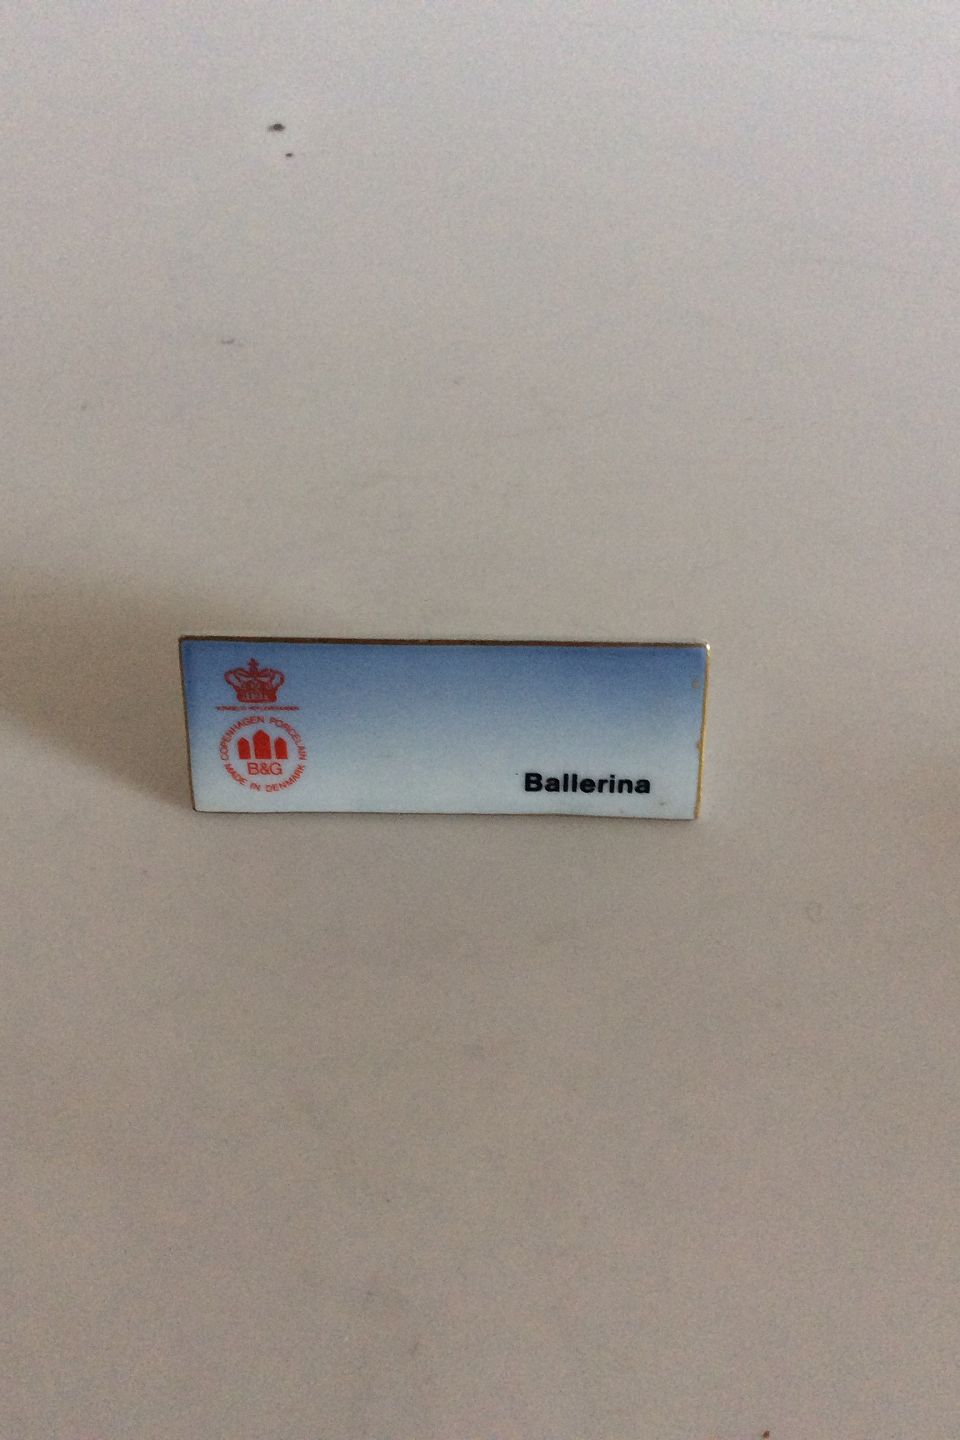 COPENHAGEN PORCELAIN
B&G
MADE IN DENMARK
Ballerina